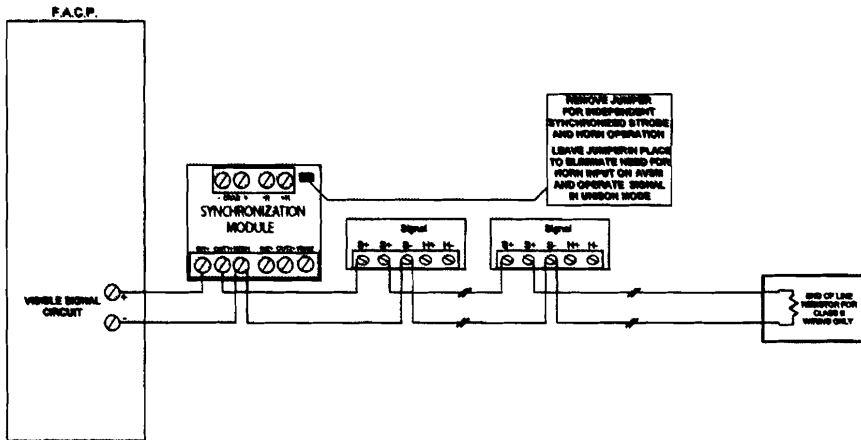 F.A.C.P.
REMOVE JUMPER
FOR INDEPENDENT
SYNCHRONIZED STROBE
AND HORN OPERATION
LEAVE JUMPER IN PLACE
TO ELIMINATE NEED FOR
HORN INPUT ON AVSM
AND OPERATE SIGNAL
IN UNISON MODE
SYNCHRONIZATION
MODULE
Signal
S+ S+ S- H+ H-
Signal
S+ S+ S- H+ H-
VISIBLE SIGNAL
CIRCUIT
+
-
END OF LINE
RESISTOR FOR
CLASS B
WIRING ONLY